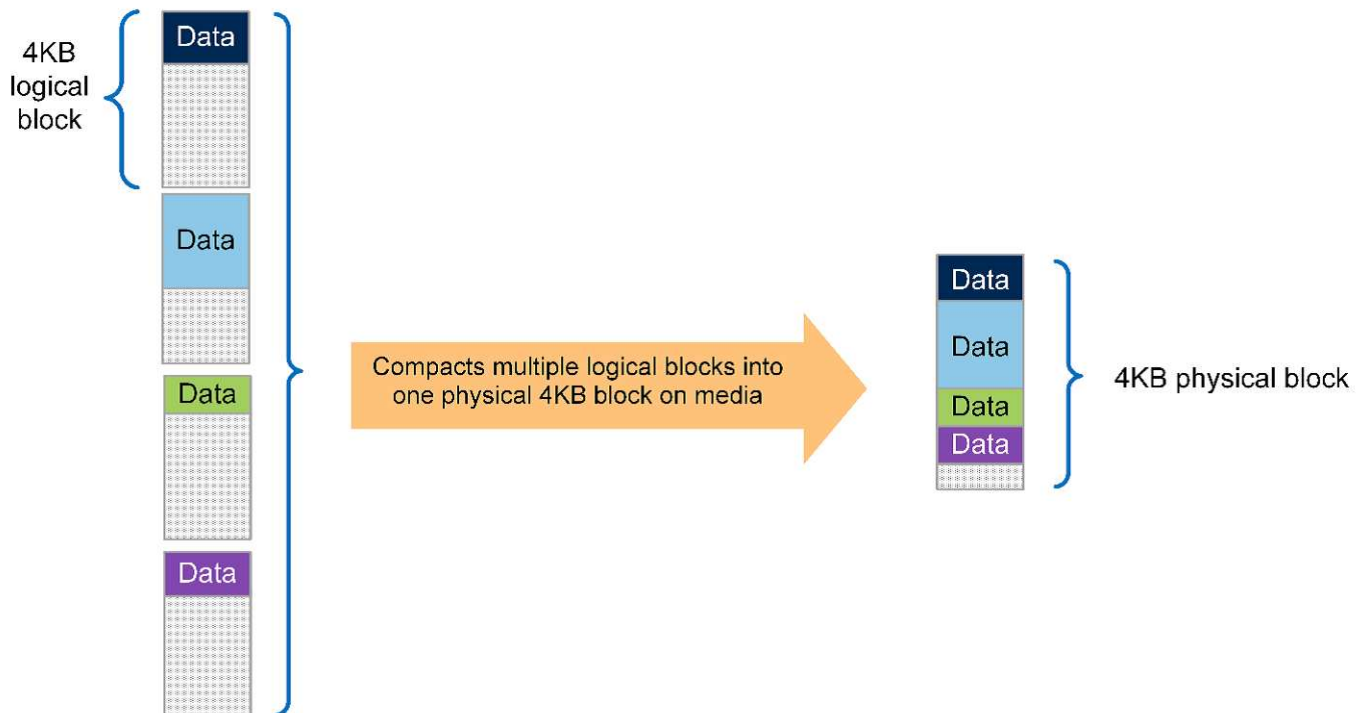 4KB
logical
block
Data
Data
Data
Data
Compacts multiple logical blocks into
one physical 4KB block on media
Data
Data
Data
Data
4KB physical block